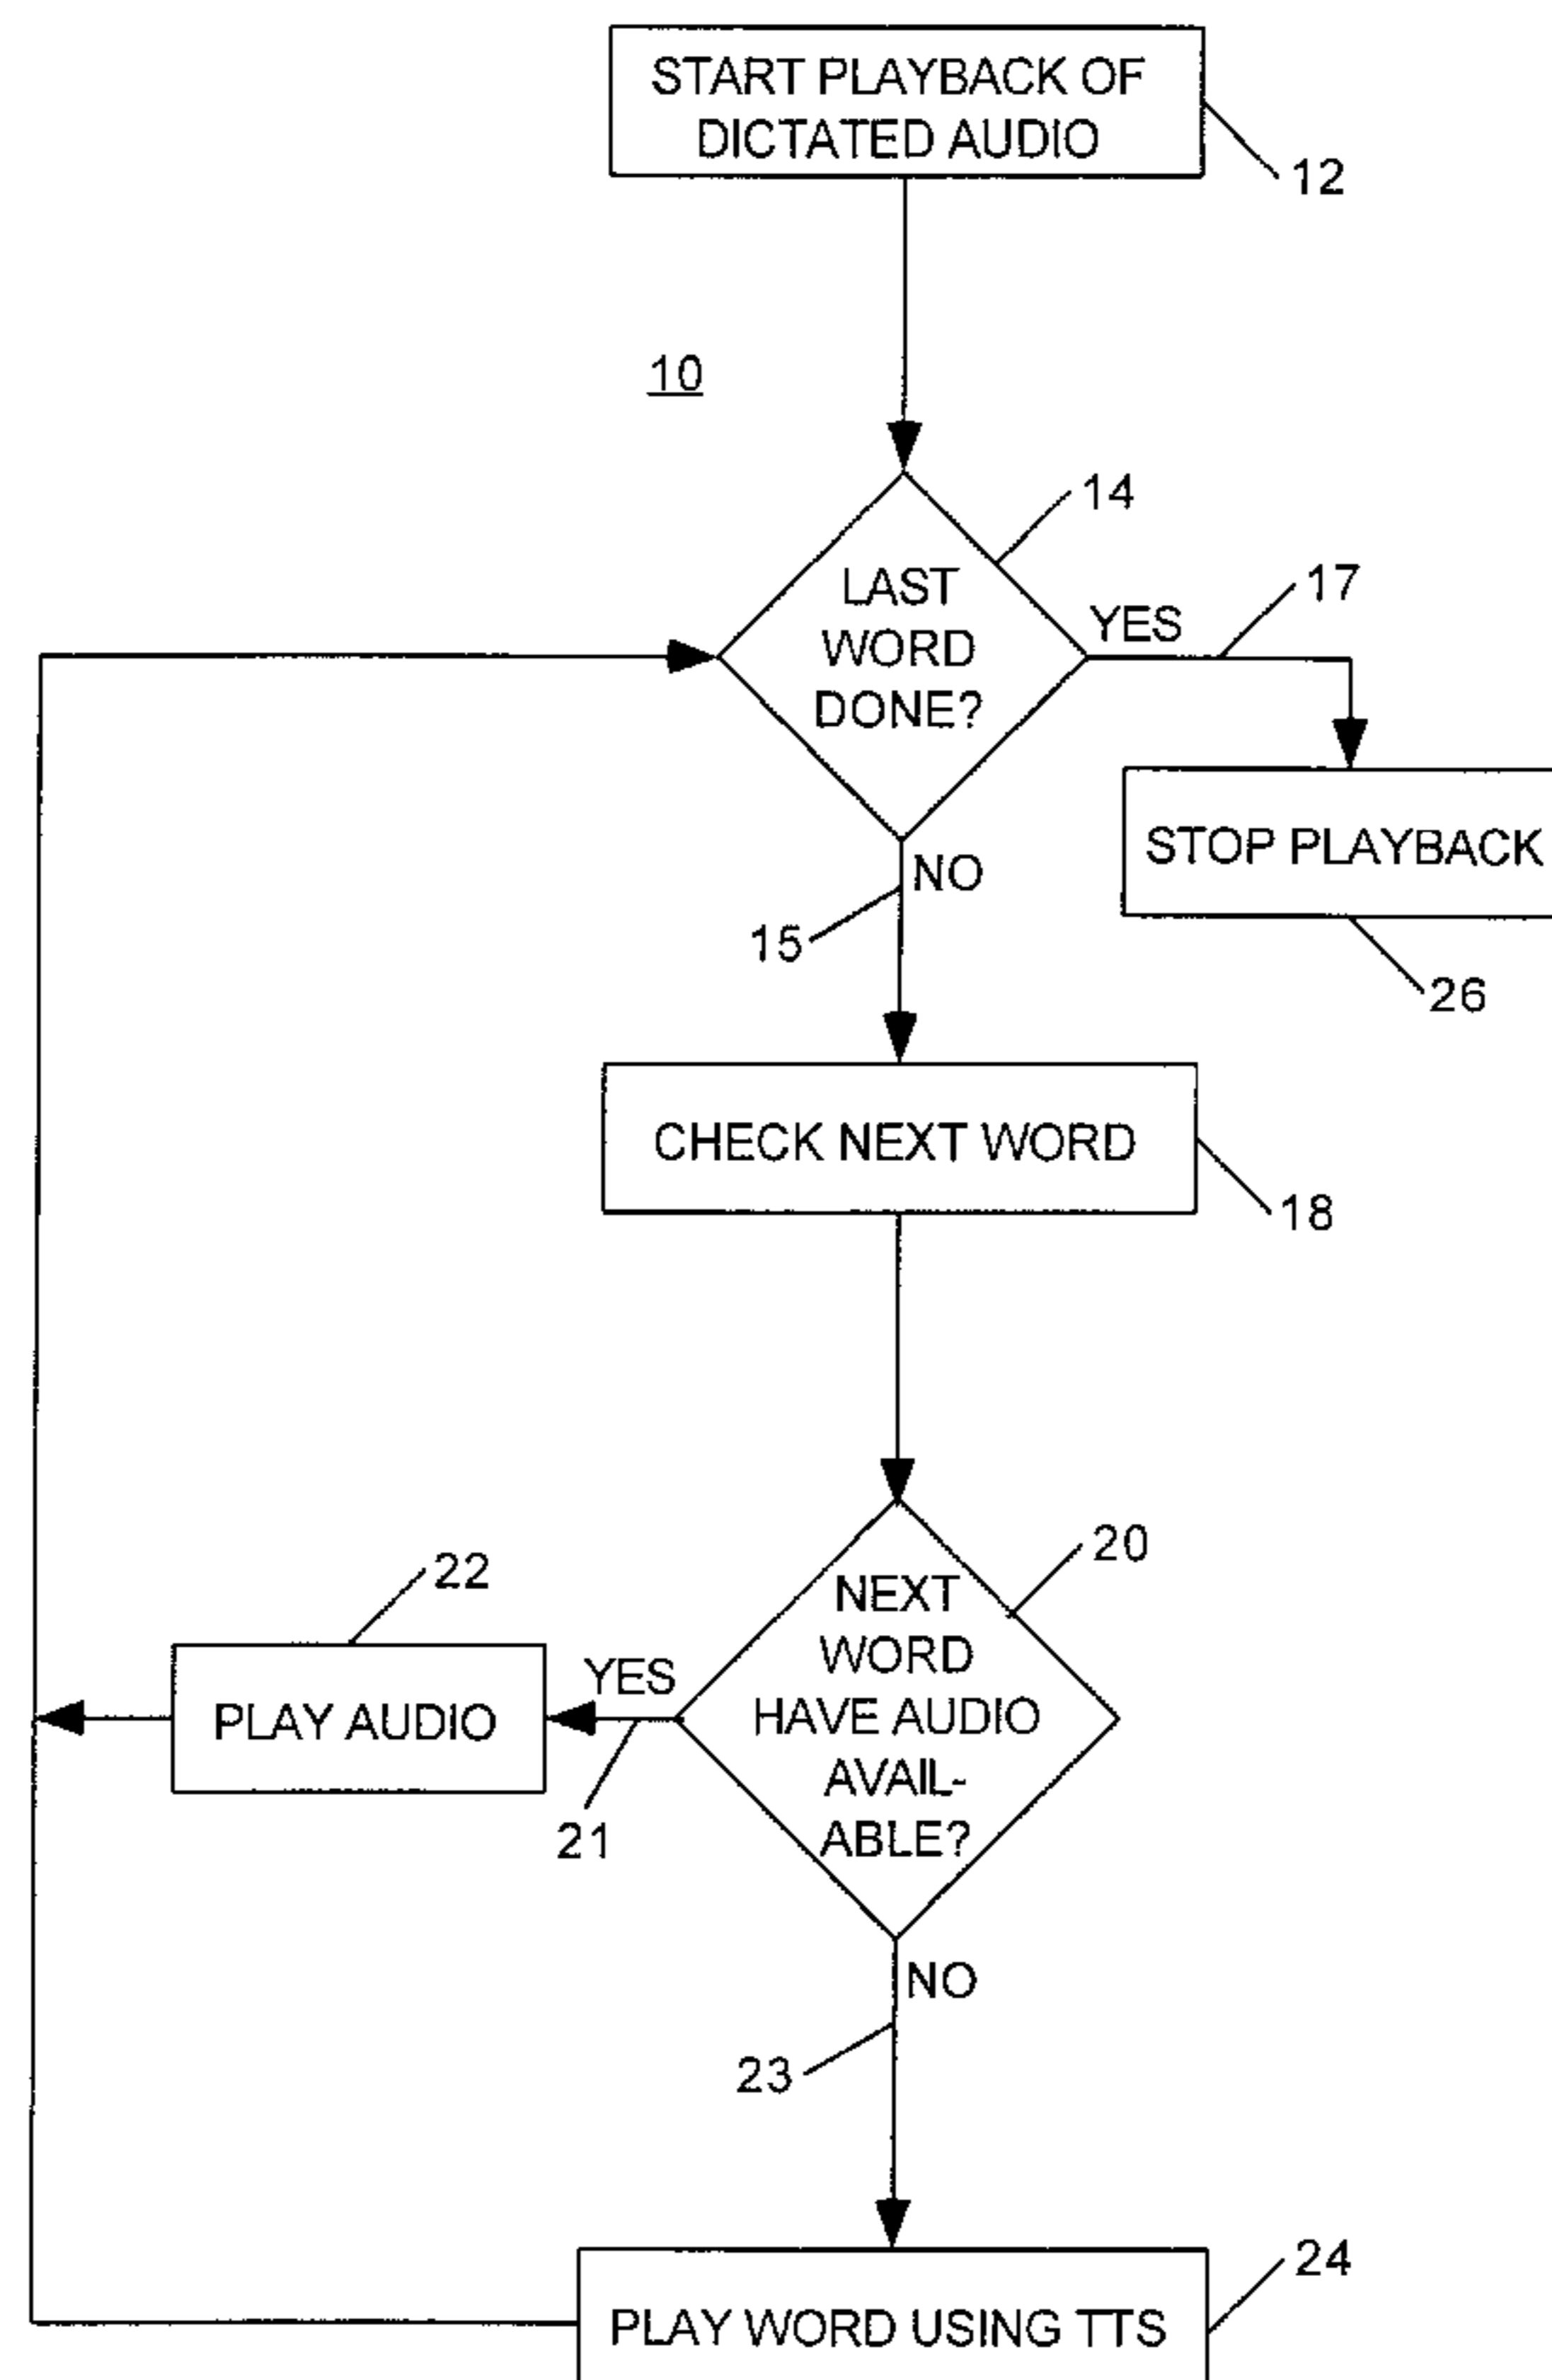 START PLAYBACK OF
DICTATED AUDIO
12
10
14
LAST
WORD
DONE?
YES
17
STOP PLAYBACK
26
NO
15
CHECK NEXT WORD
18
20
NEXT
WORD
HAVE AUDIO
AVAIL-
ABLE?
YES
21
22
PLAY AUDIO
NO
23
24
PLAY WORD USING TTS